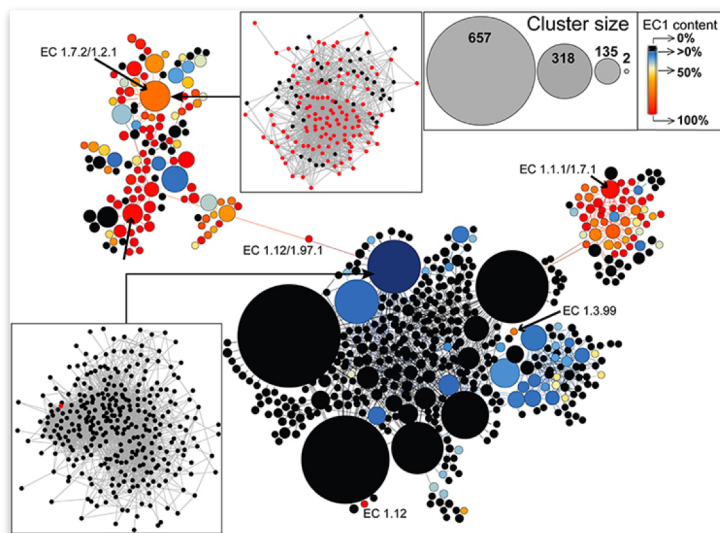 Cluster size
657
318
135
2
EC1 content
0%
>0%
50%
100%
EC 1.7.2/1.2.1
EC 1.1.1/1.7.1
EC 1.12/1.97.1
EC 1.3.99
EC 1.12